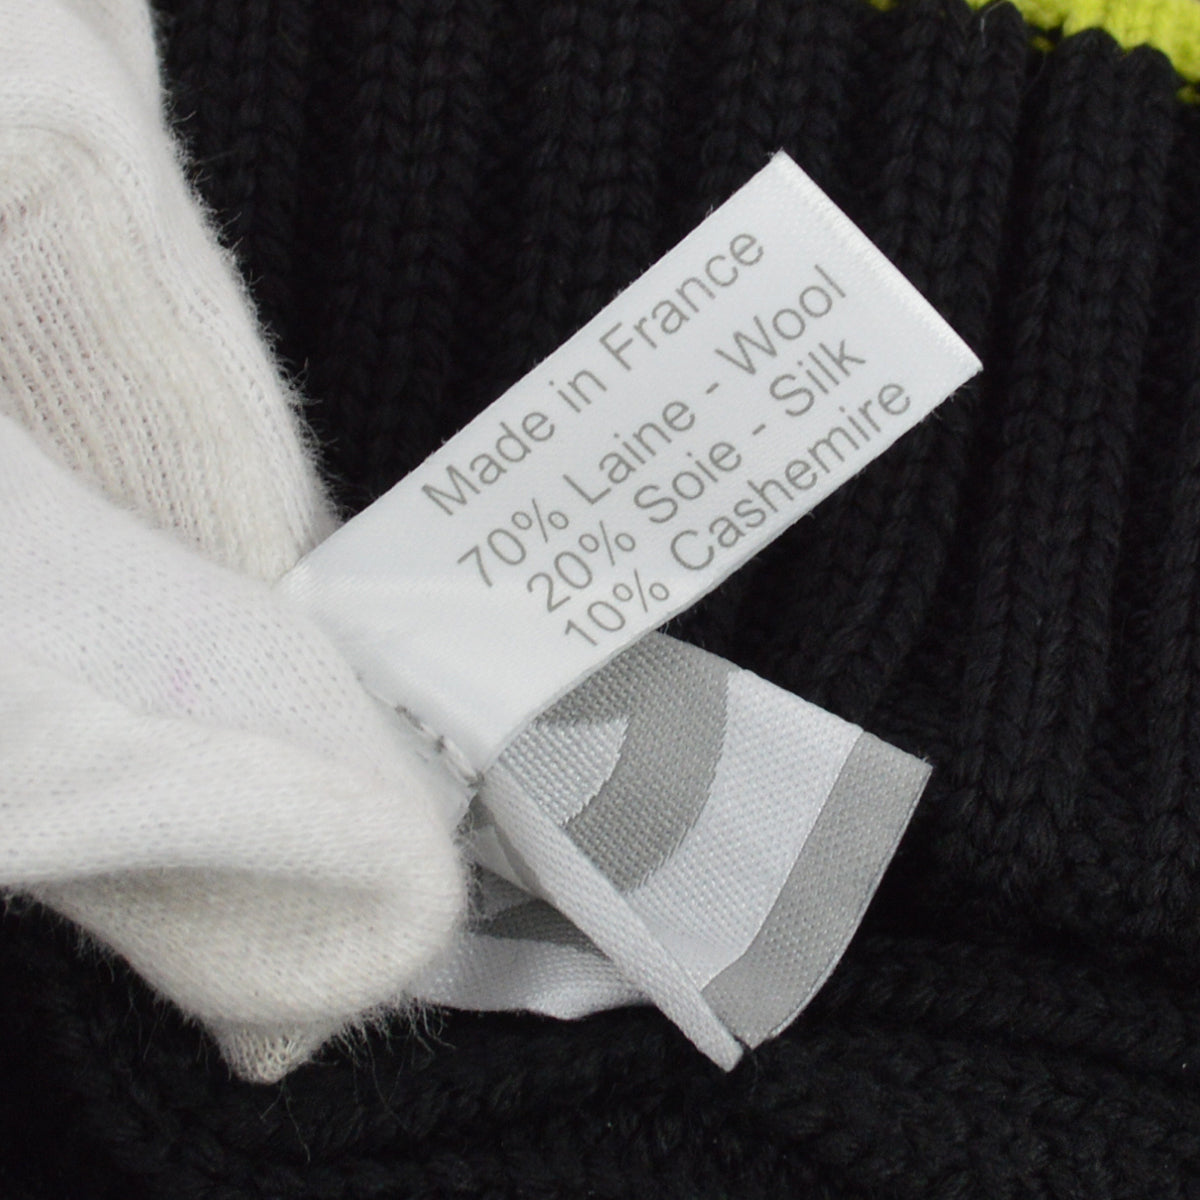 Made in France
70% Laine - Wool
20% Soie - Silk
10% Cashemire